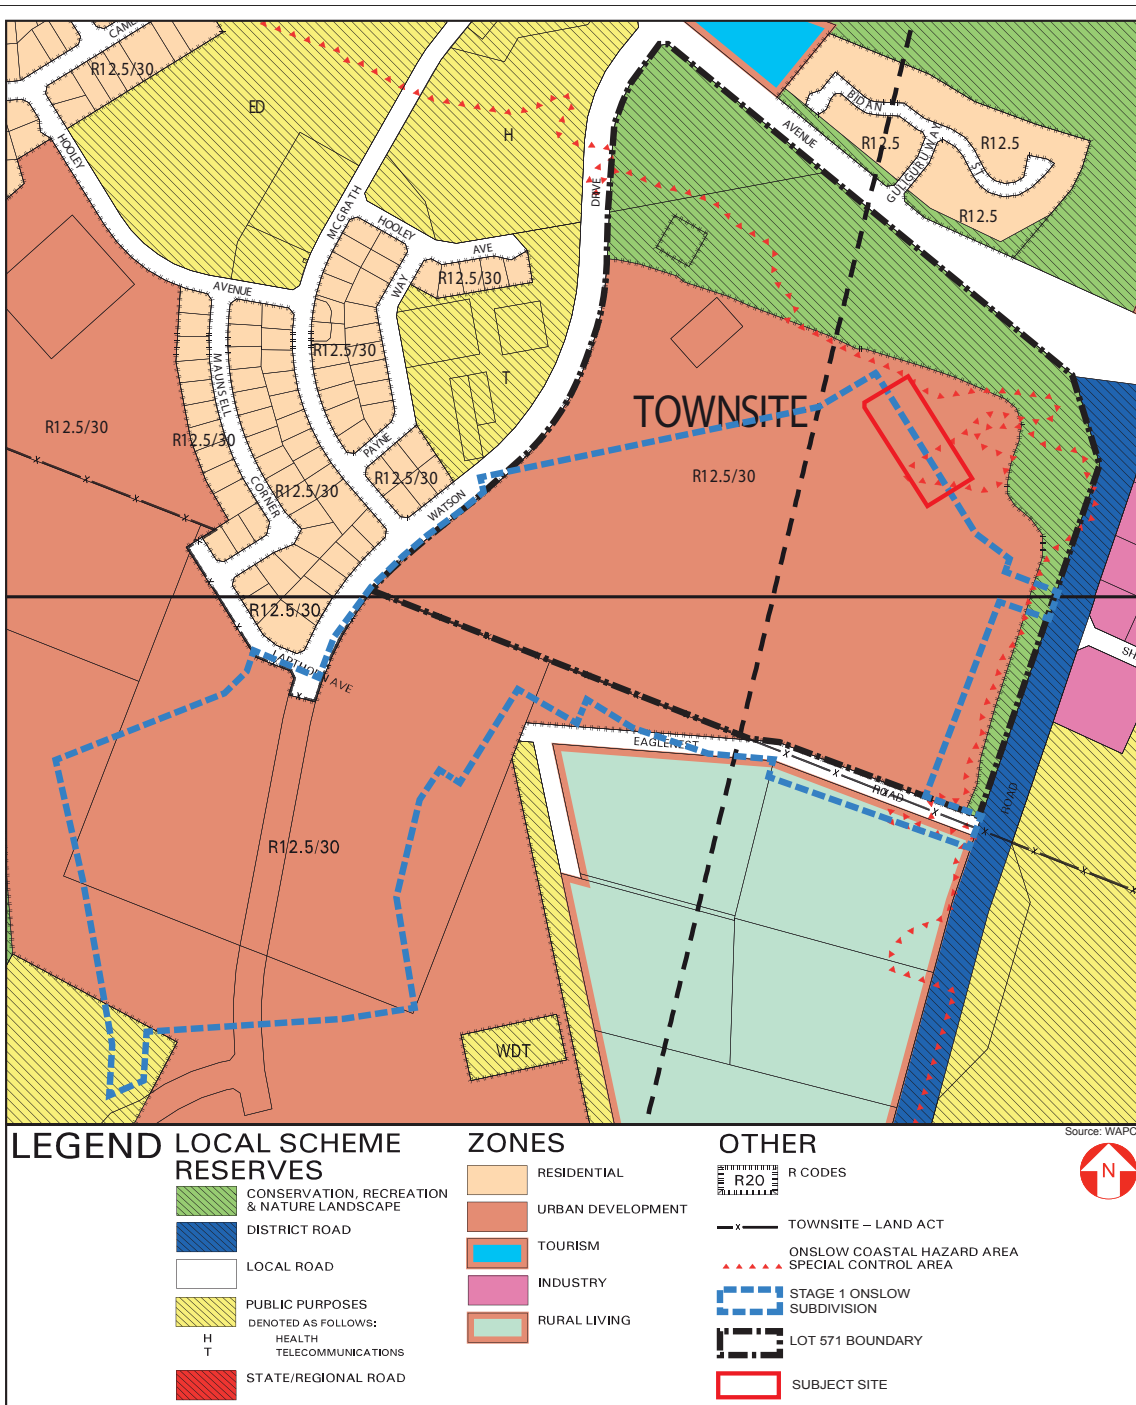 CAME
R12.5/30
ED
H
HOOLEY
MCGRATH
DRIVE
AVENUE
BIDAN
ST
GULIGURU WAY
R12.5
R12.5
R12.5
HOOLEY
AVE
R12.5/30
WAY
AVENUE
R12.5/30
T
MAUNSELL
CORNER
TOWNSITE
R12.5/30
R12.5/30
R12.5/30
PAYNE
R12.5/30
R12.5/30
R12.5/30
WATSON
R12.5/30
LAPTHORN AVE
SH
EAGLENEST
ROAD
ROAD
R12.5/30
WDT
LEGEND
LOCAL SCHEME
RESERVES
CONSERVATION, RECREATION
& NATURE LANDSCAPE
DISTRICT ROAD
LOCAL ROAD
PUBLIC PURPOSES
DENOTED AS FOLLOWS:
H HEALTH
T TELECOMMUNICATIONS
STATE/REGIONAL ROAD
ZONES
RESIDENTIAL
URBAN DEVELOPMENT
TOURISM
INDUSTRY
RURAL LIVING
OTHER
R20 R CODES
x TOWNSITE – LAND ACT
ONSLOW COASTAL HAZARD AREA
SPECIAL CONTROL AREA
STAGE 1 ONSLOW
SUBDIVISION
LOT 571 BOUNDARY
SUBJECT SITE
Source: WAPC
N